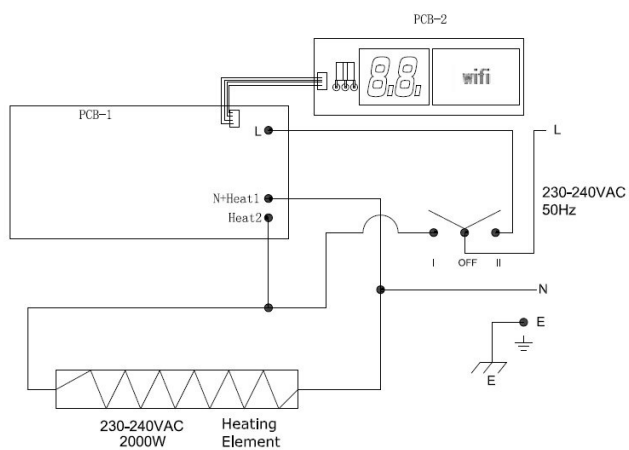 PCB-2
8.8.
wifi
PCB-1
L
L
N+Heat1
Heat2
230-240VAC
50Hz
I
OFF
II
N
E
E
230-240VAC
2000W
Heating
Element